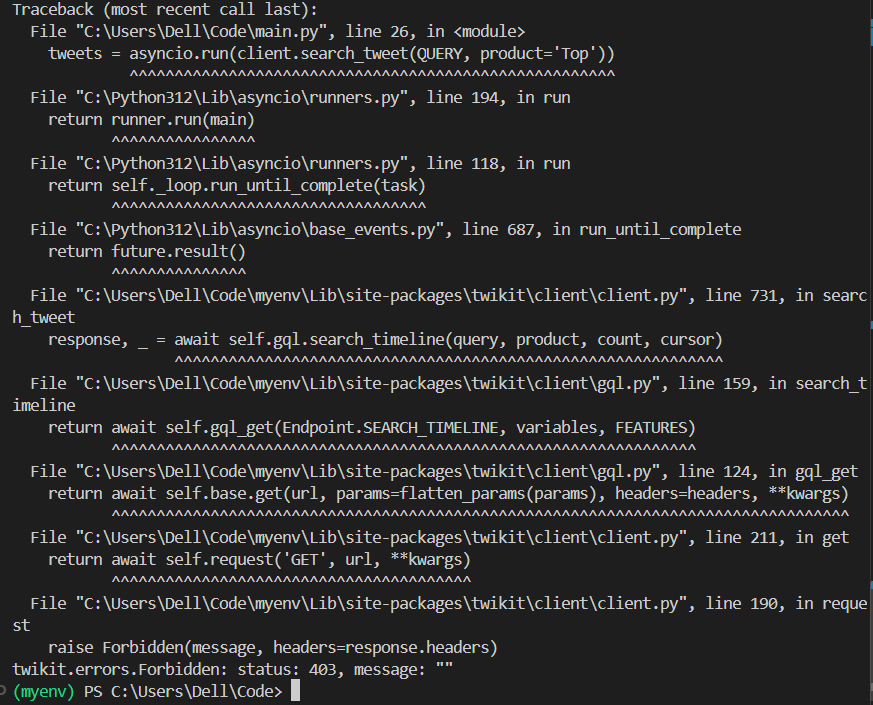 Traceback (most recent call last):
  File "C:\Users\Dell\Code\main.py", line 26, in <module>
    tweets = asyncio.run(client.search_tweet(QUERY, product='Top'))
             ^^^^^^^^^^^^^^^^^^^^^^^^^^^^^^^^^^^^^^^^^^^^^^^^^^^^^^
  File "C:\Python312\Lib\asyncio\runners.py", line 194, in run
    return runner.run(main)
           ^^^^^^^^^^^^^^^^
  File "C:\Python312\Lib\asyncio\runners.py", line 118, in run
    return self._loop.run_until_complete(task)
           ^^^^^^^^^^^^^^^^^^^^^^^^^^^^^^^^^^^
  File "C:\Python312\Lib\asyncio\base_events.py", line 687, in run_until_complete
    return future.result()
           ^^^^^^^^^^^^^^^
  File "C:\Users\Dell\Code\myenv\Lib\site-packages\twikit\client\client.py", line 731, in searc
h_tweet
    response, _ = await self.gql.search_timeline(query, product, count, cursor)
                  ^^^^^^^^^^^^^^^^^^^^^^^^^^^^^^^^^^^^^^^^^^^^^^^^^^^^^^^^^^^^^
  File "C:\Users\Dell\Code\myenv\Lib\site-packages\twikit\client\gql.py", line 159, in search_t
imeline
    return await self.gql_get(Endpoint.SEARCH_TIMELINE, variables, FEATURES)
           ^^^^^^^^^^^^^^^^^^^^^^^^^^^^^^^^^^^^^^^^^^^^^^^^^^^^^^^^^^^^^^^^^
  File "C:\Users\Dell\Code\myenv\Lib\site-packages\twikit\client\gql.py", line 124, in gql_get
    return await self.base.get(url, params=flatten_params(params), headers=headers, **kwargs)
           ^^^^^^^^^^^^^^^^^^^^^^^^^^^^^^^^^^^^^^^^^^^^^^^^^^^^^^^^^^^^^^^^^^^^^^^^^^^^^^^^^^
  File "C:\Users\Dell\Code\myenv\Lib\site-packages\twikit\client\client.py", line 211, in get
    return await self.request('GET', url, **kwargs)
           ^^^^^^^^^^^^^^^^^^^^^^^^^^^^^^^^^^^^^^^^
  File "C:\Users\Dell\Code\myenv\Lib\site-packages\twikit\client\client.py", line 190, in reque
st
    raise Forbidden(message, headers=response.headers)
twikit.errors.Forbidden: status: 403, message: ""
(myenv) PS C:\Users\Dell\Code>